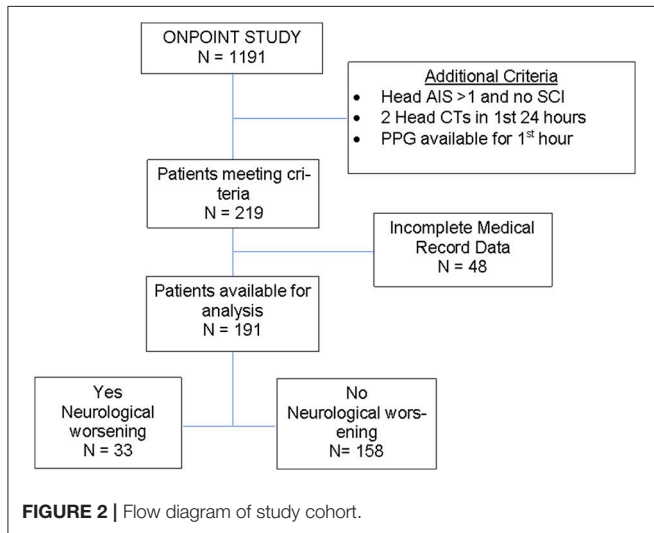 ONPOINT STUDY
N = 1191
Additional Criteria
• Head AIS >1 and no SCI
• 2 Head CTs in 1st 24 hours
• PPG available for 1st hour
Patients meeting cri-
teria
N = 219
Incomplete Medical
Record Data
N = 48
Patients available for
analysis
N = 191
Yes
Neurological
worsening
N = 33
No
Neurological wors-
ening
N= 158
FIGURE 2 | Flow diagram of study cohort.